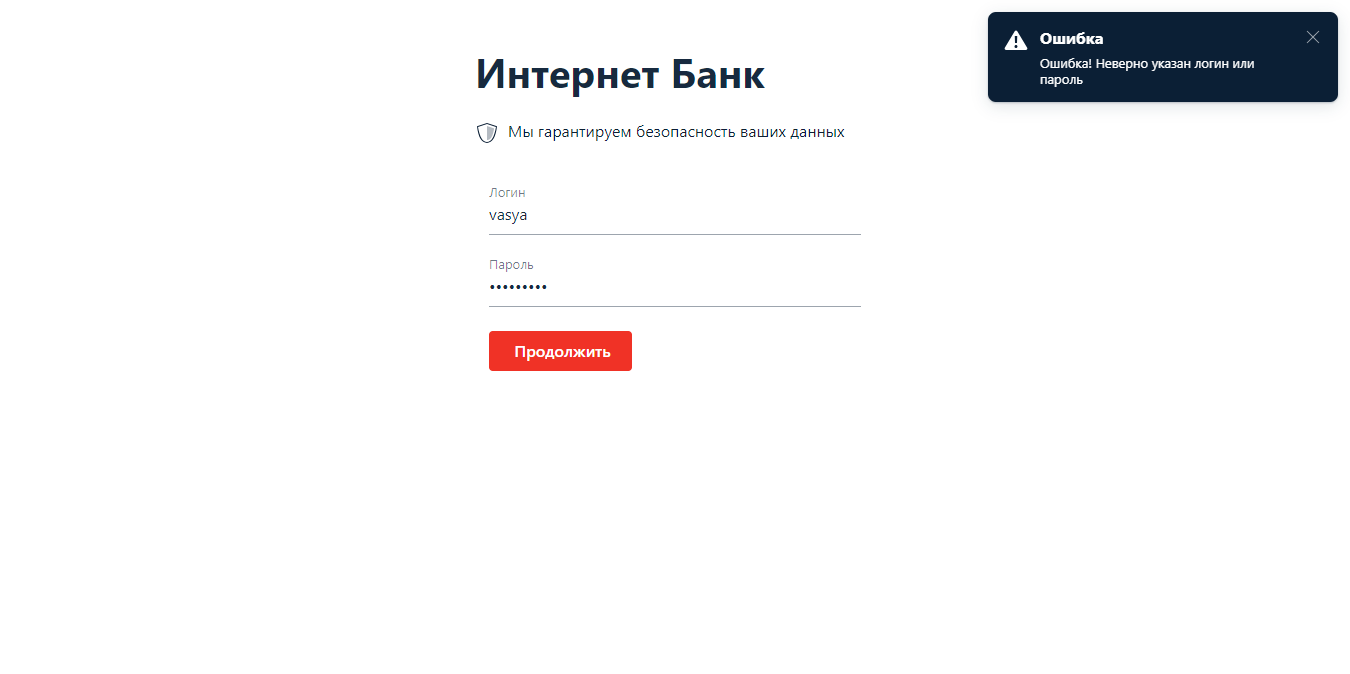 Интернет Банк
Мы гарантируем безопасность ваших данных
Логин
vasya
Пароль
•••••••••
Продолжить
Ошибка
Ошибка! Неверно указан логин или
пароль